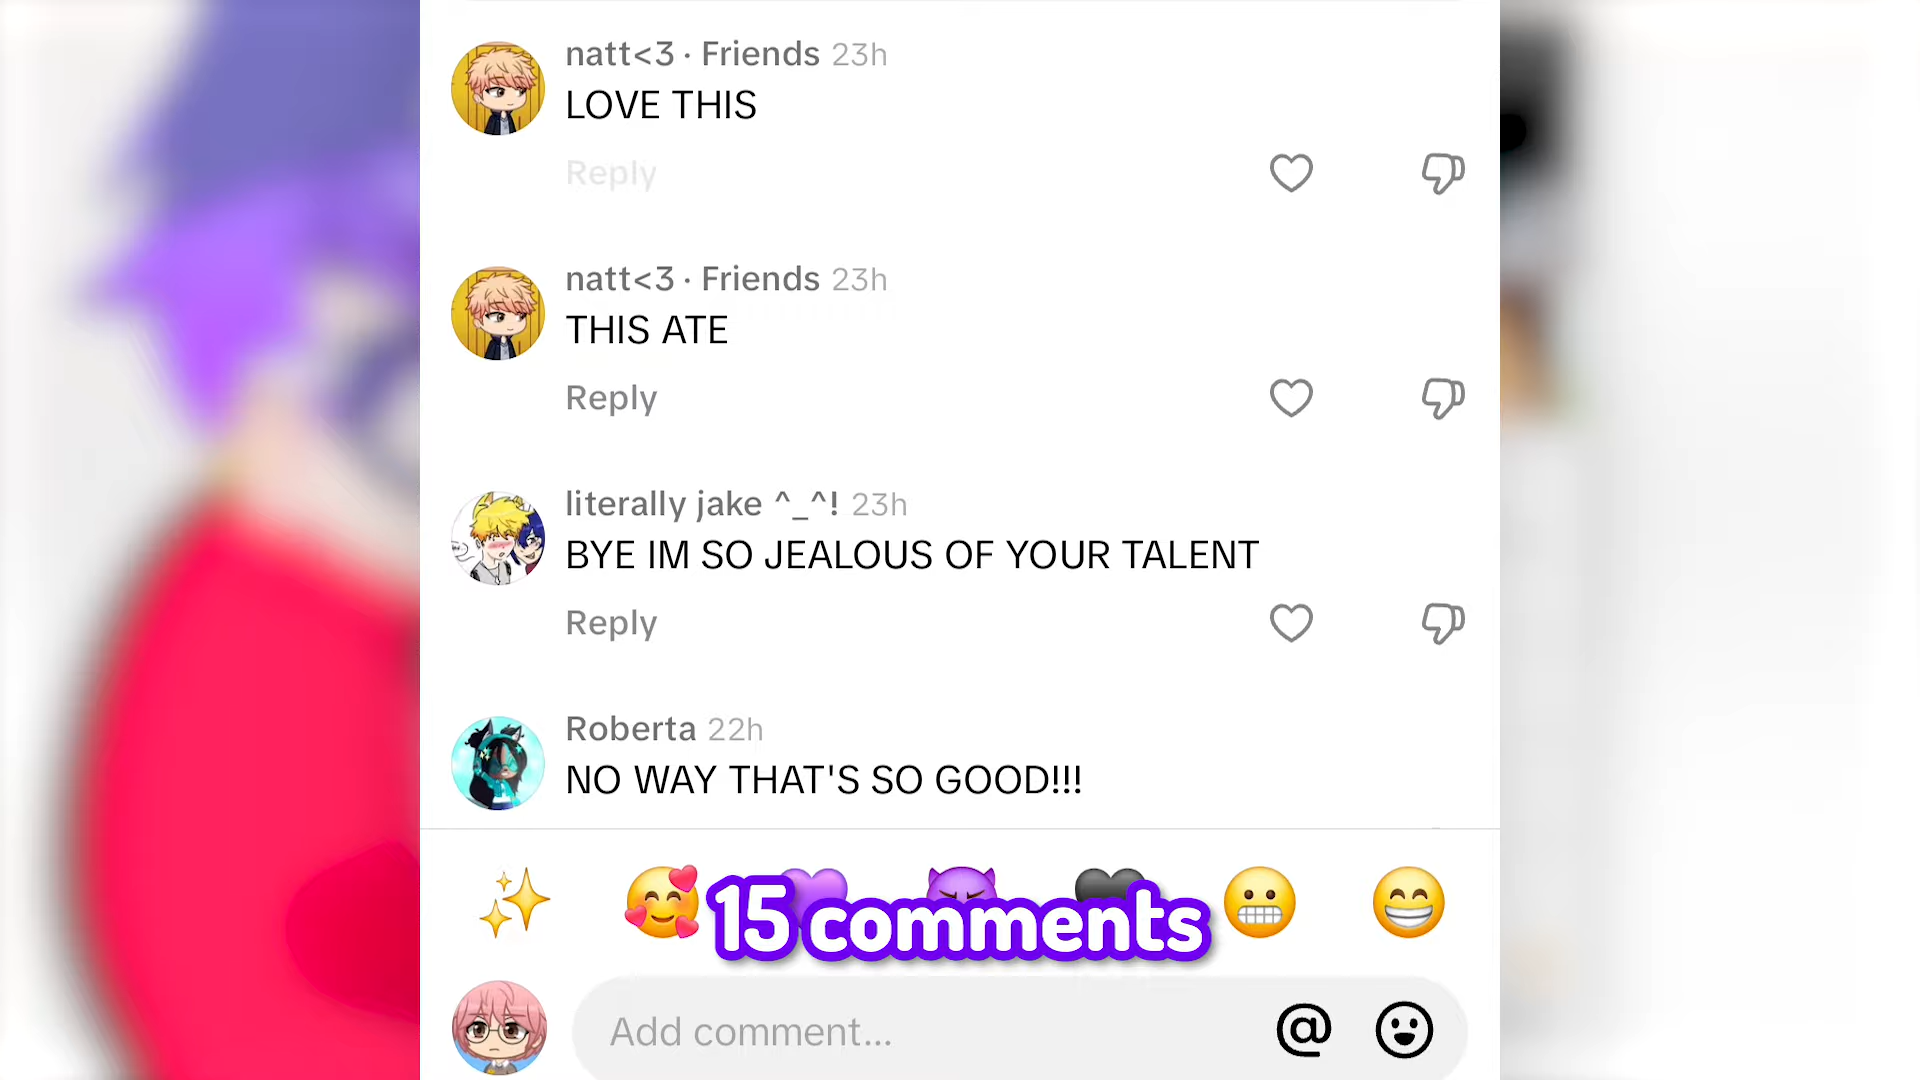 natt<3 · Friends 23h
LOVE THIS
Reply
natt<3 · Friends 23h
THIS ATE
Reply
literally jake ^_^! 23h
BYE IM SO JEALOUS OF YOUR TALENT
Reply
Roberta 22h
NO WAY THAT'S SO GOOD!!!
15 comments
Add comment...
@